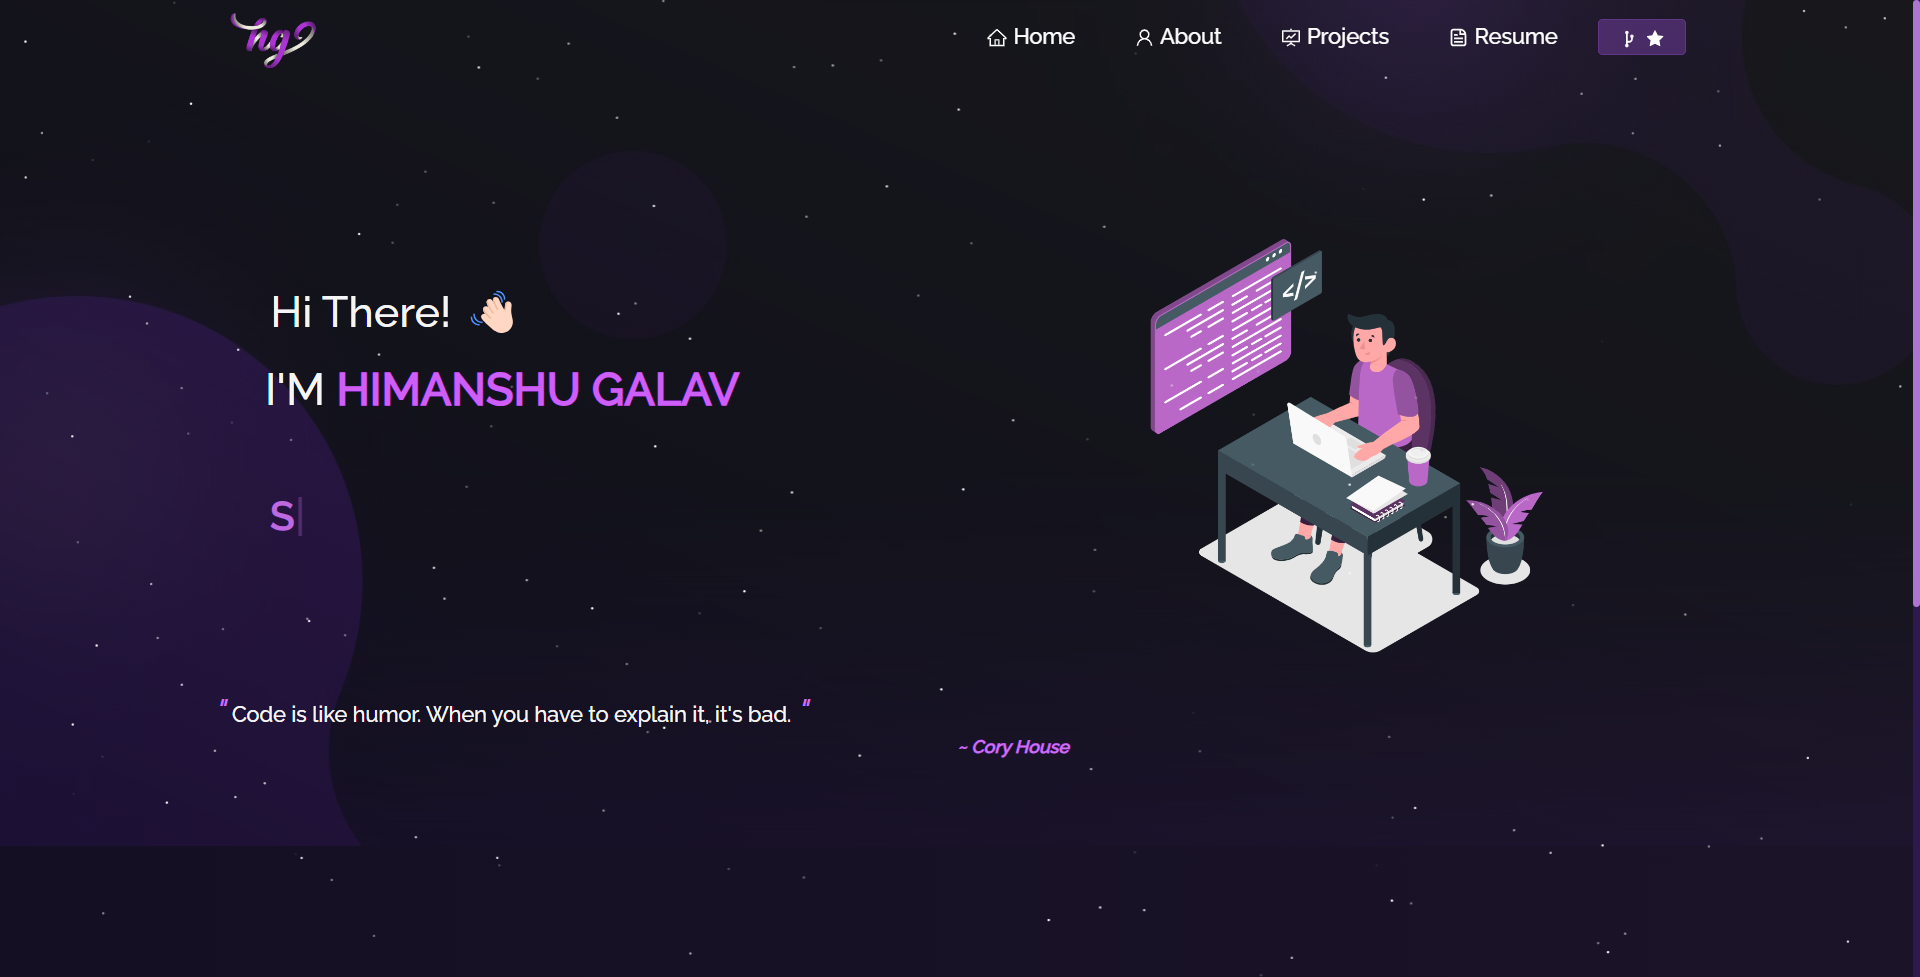 hg
Home
About
Projects
Resume
</>
Hi There! 👋🏻
I'M HIMANSHU GALAV
S|
" Code is like humor. When you have to explain it, it's bad. "
~ Cory House